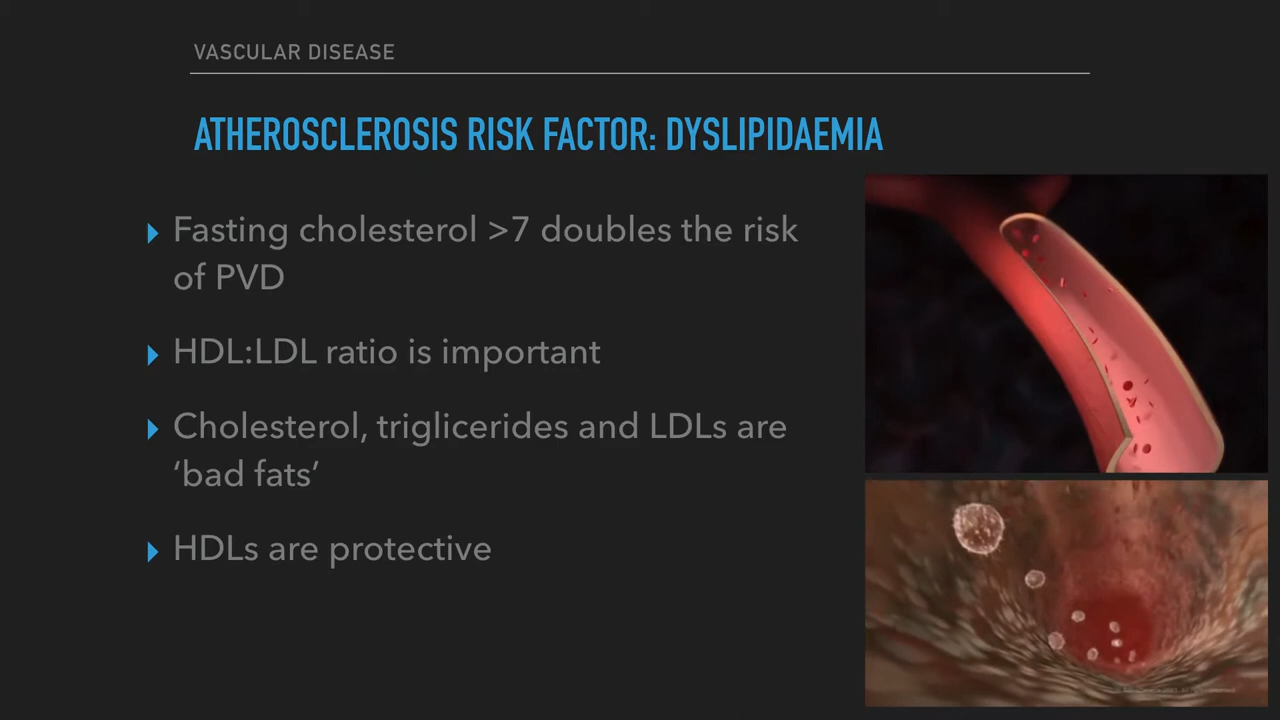 VASCULAR DISEASE
ATHEROSCLEROSIS RISK FACTOR: DYSLIPIDAEMIA
Fasting cholesterol >7 doubles the risk
of PVD
HDL:LDL ratio is important
Cholesterol, triglicerides and LDLs are
‘bad fats’
HDLs are protective